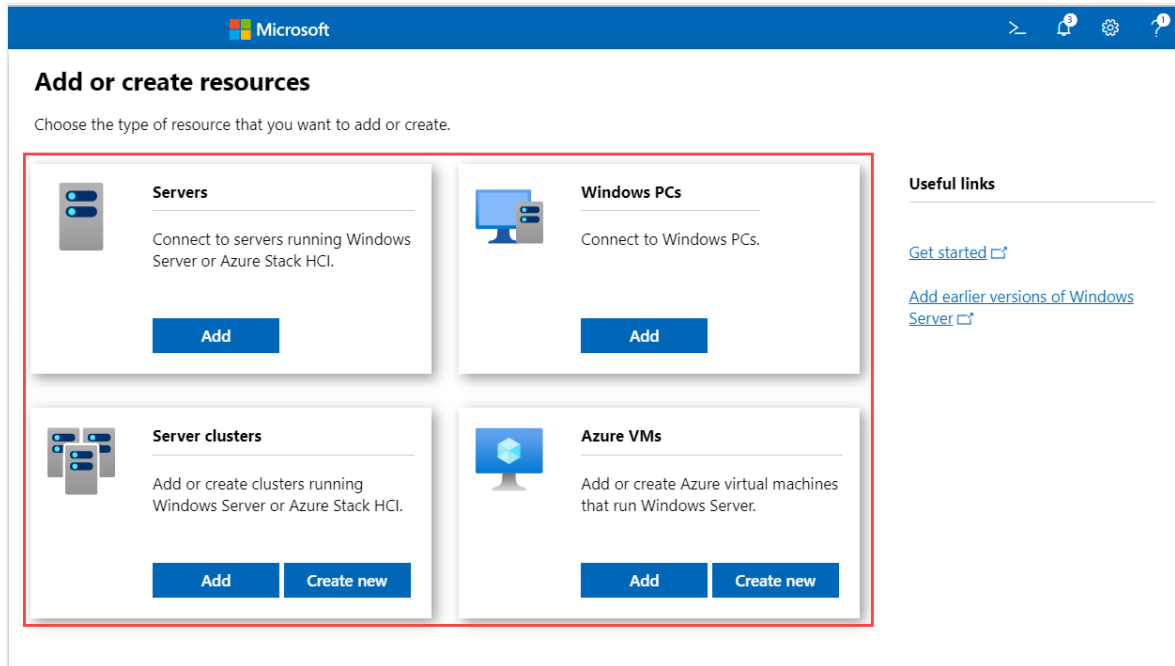 Microsoft
3
1
Add or create resources
Choose the type of resource that you want to add or create.
Servers
Connect to servers running Windows
Server or Azure Stack HCI.
Add
Windows PCs
Connect to Windows PCs.
Add
Server clusters
Add or create clusters running
Windows Server or Azure Stack HCI.
Add
Create new
Azure VMs
Add or create Azure virtual machines
that run Windows Server.
Add
Create new
Useful links
Get started
Add earlier versions of Windows
Server